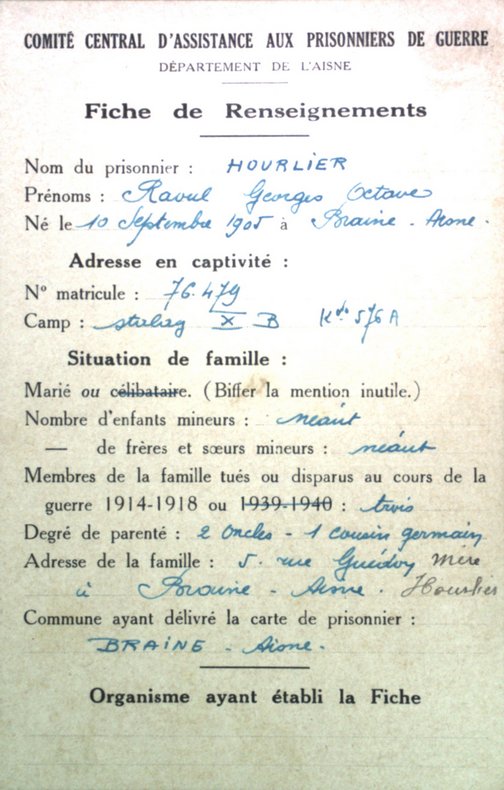 COMITÉ CENTRAL D'ASSISTANCE AUX PRISONNIERS DE GUERRE
DÉPARTEMENT DE L'AISNE
Fiche de Renseignements
Nom du prisonnier : HOURLIER
Prénoms : Raoul Georges Octave
Né le 10 Septembre 1905 à Braine - Aisne.
Adresse en captivité :
N° matricule : 76.479
Camp : stalag X B Kdo 576 A
Situation de famille :
Marié ou célibataire. (Biffer la mention inutile.)
Nombre d'enfants mineurs : néant
— de frères et sœurs mineurs : néant
Membres de la famille tués ou disparus au cours de la
guerre 1914-1918 ou 1939-1940 : trois
Degré de parenté : 2 Oncles - 1 cousin germain
Adresse de la famille : 5. rue Mère
à Braine - Aisne. Hourlier
Commune ayant délivré la carte de prisonnier :
BRAINE - Aisne.
Organisme ayant établi la Fiche